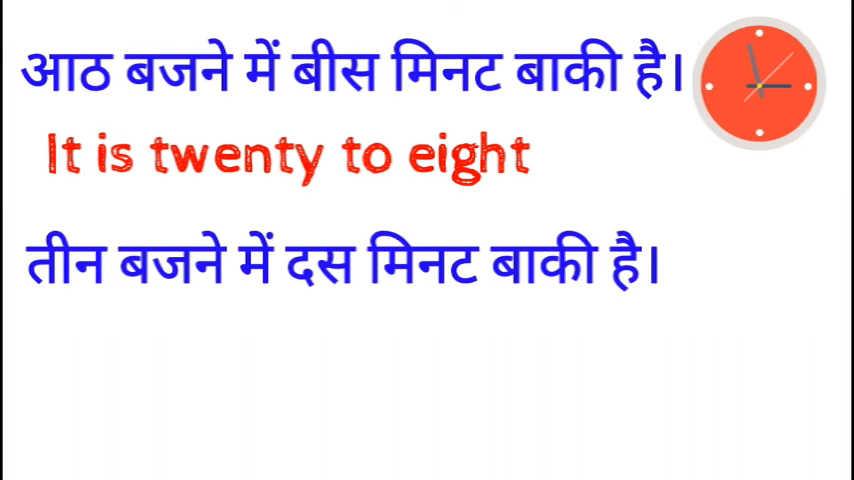 आठ बजने में बीस मिनट बाकी है।
It is twenty to eight
तीन बजने में दस मिनट बाकी है।